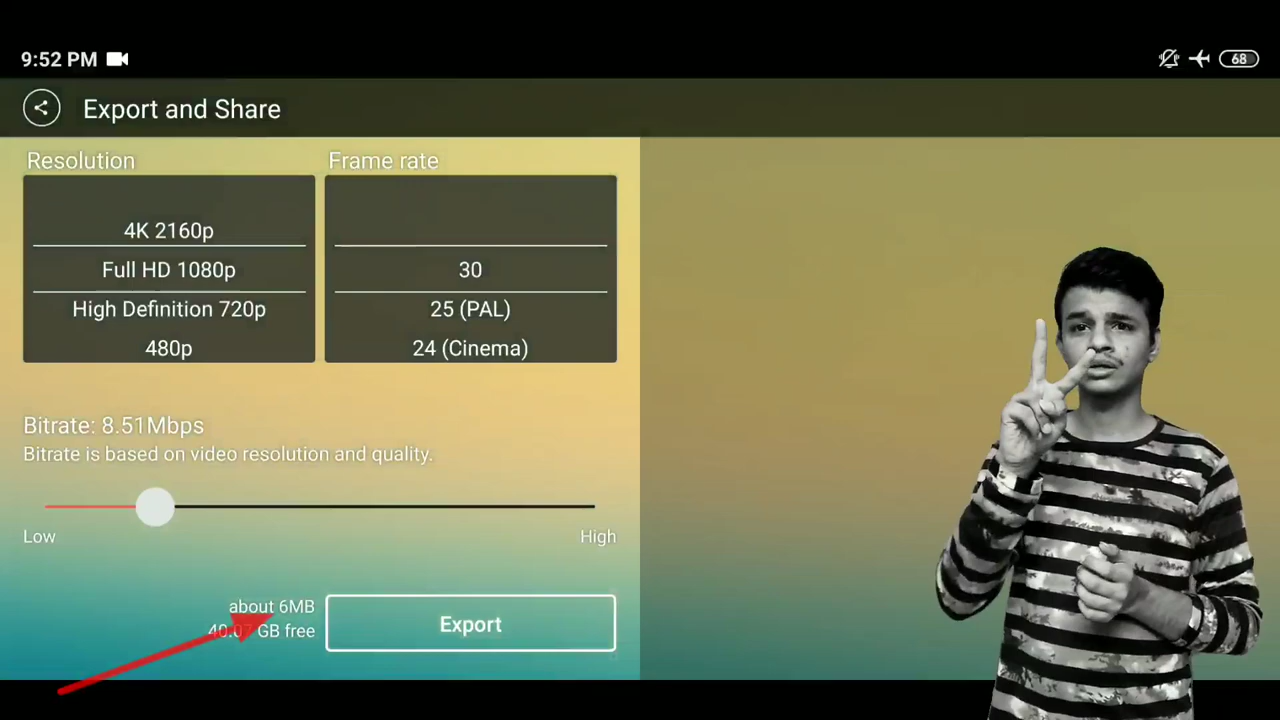 9:52 PM
68
Export and Share
Resolution
4K 2160p
Full HD 1080p
High Definition 720p
480p
Frame rate
30
25 (PAL)
24 (Cinema)
Bitrate: 8.51Mbps
Bitrate is based on video resolution and quality.
Low
High
about 6MB
40.07 GB free
Export